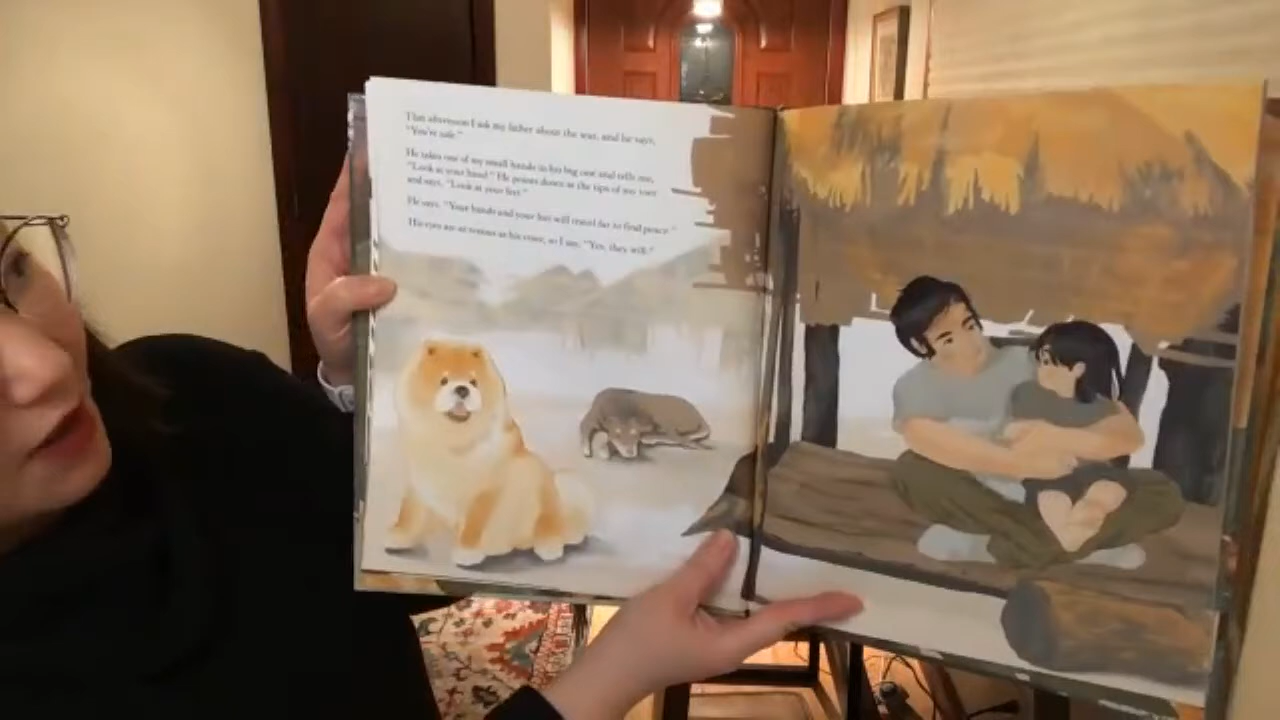 That afternoon I ask my father about the war, and he says,
"You're safe."
He takes one of my small hands in his big one and tells me,
"Look at your hand." He points down at the tips of my toes
and says, "Look at your feet."
He says, "Your hands and your feet will travel far to find peace."
His eyes are as serious as his voice, so I say, "Yes, they will."